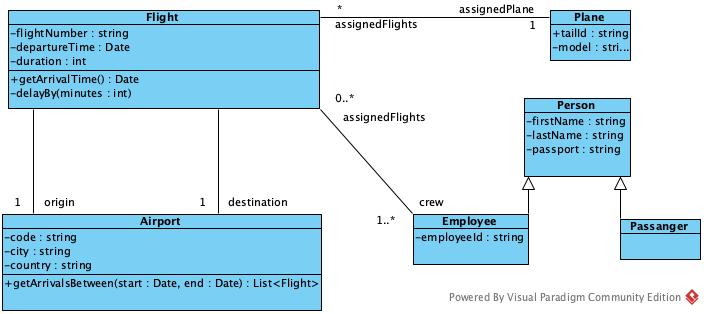 Flight
-flightNumber : string
-departureTime : Date
-duration : int
+getArrivalTime() : Date
-delayBy(minutes : int)
*
assignedFlights
assignedPlane
1
Plane
+tailId : string
-model : stri...
0..*
assignedFlights
Person
-firstName : string
-lastName : string
-passport : string
1
origin
1
destination
crew
1..*
Airport
-code : string
-city : string
-country : string
+getArrivalsBetween(start : Date, end : Date) : List<Flight>
Employee
-employeeId : string
Passanger
Powered By Visual Paradigm Community Edition